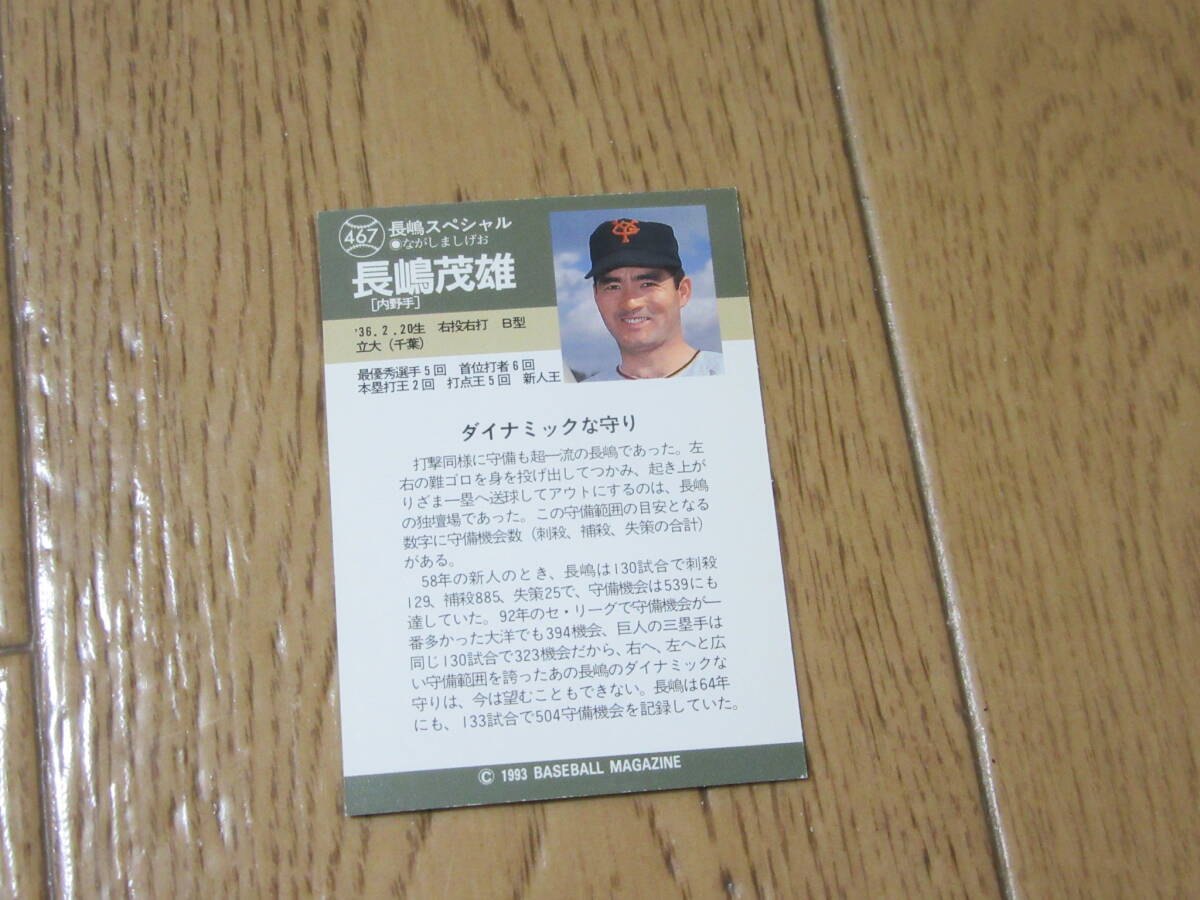 467 長嶋スペシャル
●ながしましげお
長嶋茂雄
[内野手]
'36.2.20生 右投右打 B型
立大（千葉）
最優秀選手5回 首位打者6回
本塁打王2回 打点王5回 新人王
YG
ダイナミックな守り
打撃同様に守備も超一流の長嶋であった。左
右の難ゴロを身を投げ出してつかみ、起き上が
りざま一塁へ送球してアウトにするのは、長嶋
の独壇場であった。この守備範囲の目安となる
数字に守備機会数（刺殺、補殺、失策の合計）
がある。
58年の新人のとき、長嶋は130試合で刺殺
129、補殺885、失策25で、守備機会は539にも
達していた。92年のセ・リーグで守備機会が一
番多かった大洋でも394機会、巨人の三塁手は
同じ130試合で323機会だから、右へ、左へと広
い守備範囲を誇ったあの長嶋のダイナミックな
守りは、今は望むこともできない。長嶋は64年
にも、133試合で504守備機会を記録していた。
© 1993 BASEBALL MAGAZINE